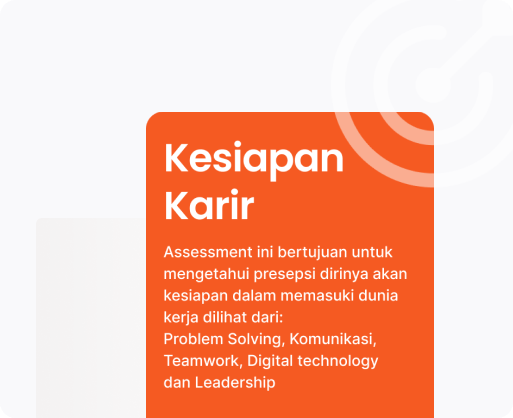 Kesiapan
Karir
Assessment ini bertujuan untuk
mengetahui presepsi dirinya akan
kesiapan dalam memasuki dunia
kerja dilihat dari:
Problem Solving, Komunikasi,
Teamwork, Digital technology
dan Leadership